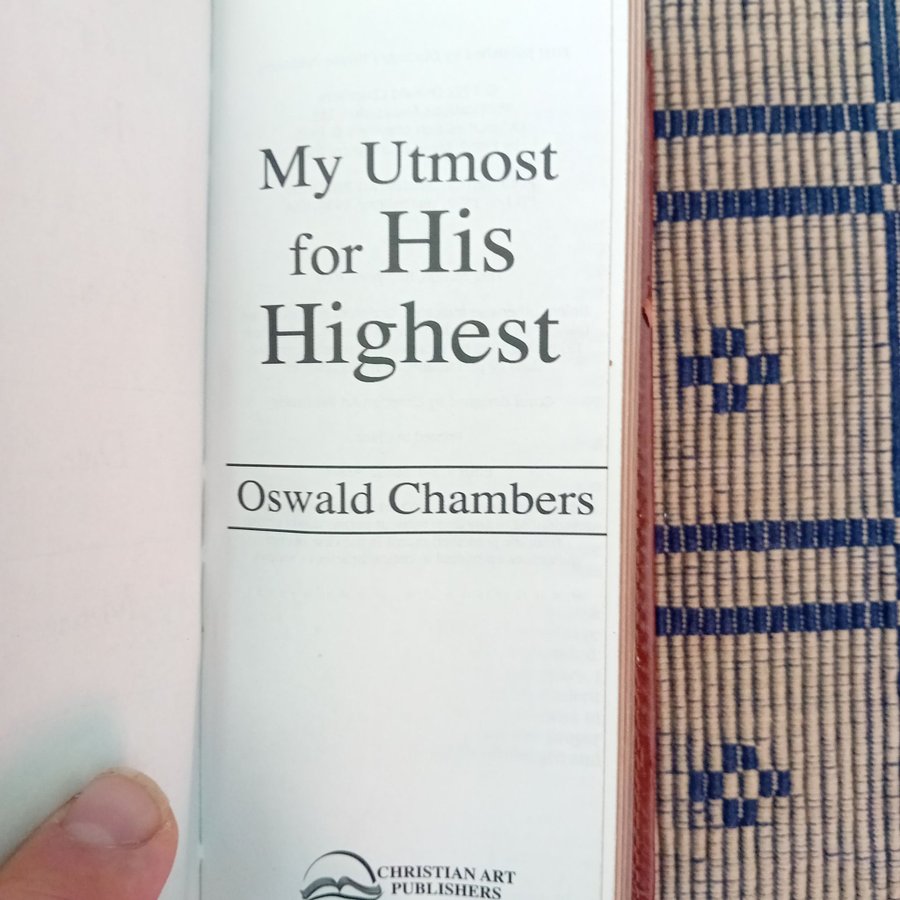 My Utmost
for His
Highest
Oswald Chambers
CHRISTIAN ART
PUBLISHERS